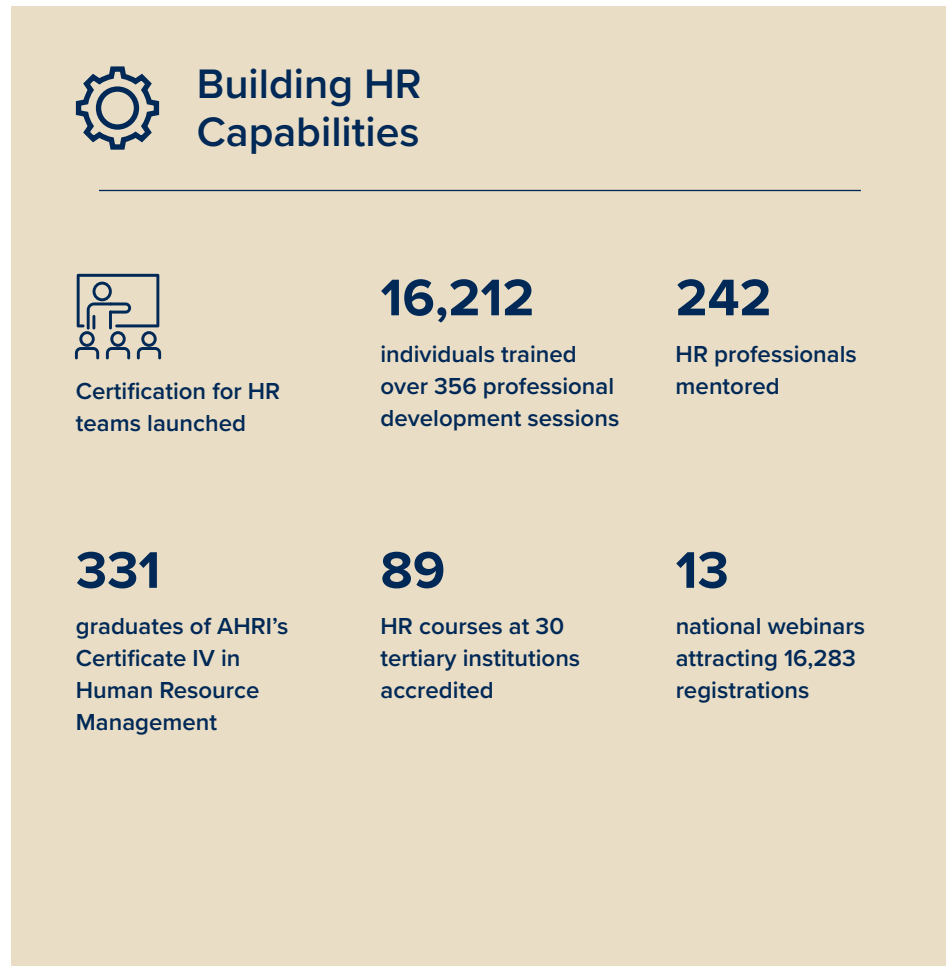 Building HR
Capabilities
Certification for HR
teams launched
16,212
individuals trained
over 356 professional
development sessions
242
HR professionals
mentored
331
graduates of AHRI’s
Certificate IV in
Human Resource
Management
89
HR courses at 30
tertiary institutions
accredited
13
national webinars
attracting 16,283
registrations